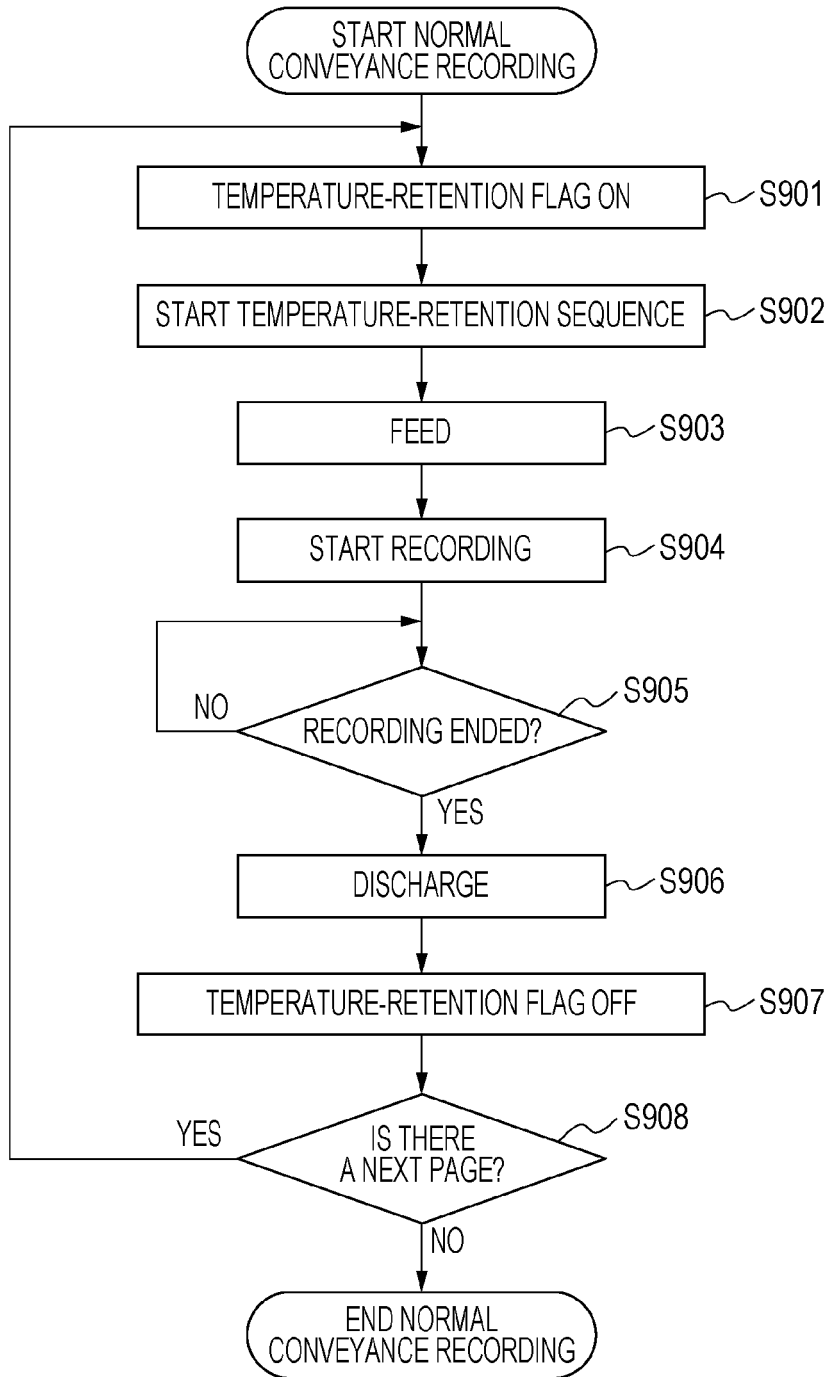 START NORMAL
CONVEYANCE RECORDING
TEMPERATURE-RETENTION FLAG ON
S901
START TEMPERATURE-RETENTION SEQUENCE
S902
FEED
S903
START RECORDING
S904
S905
NO
RECORDING ENDED?
YES
DISCHARGE
S906
TEMPERATURE-RETENTION FLAG OFF
S907
S908
YES
IS THERE
A NEXT PAGE?
NO
END NORMAL
CONVEYANCE RECORDING